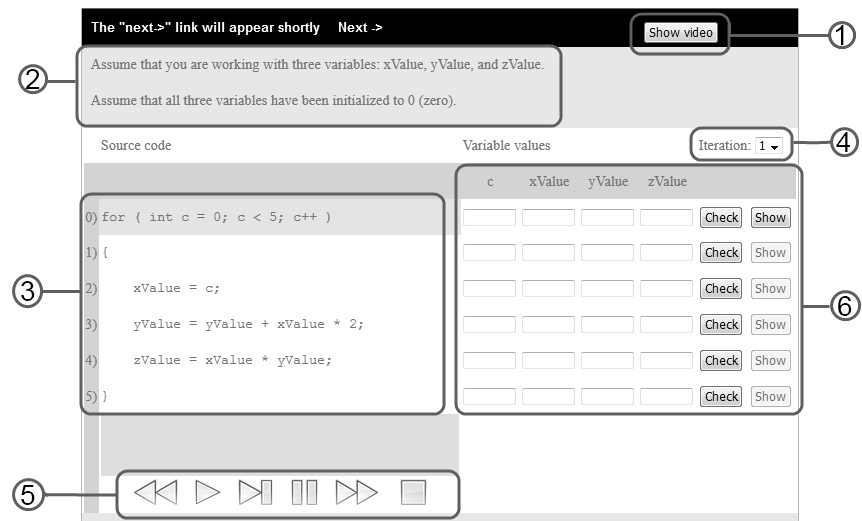 The "next->" link will appear shortly Next ->
Show video
1
2
Assume that you are working with three variables: xValue, yValue, and zValue.
Assume that all three variables have been initialized to 0 (zero).
Source code Variable values Iteration: 1
4
c xValue yValue zValue
0) for ( int c = 0; c < 5; c++ ) Check Show
1) { Check Show
2) xValue = c; Check Show
3
6
3) yValue = yValue + xValue * 2; Check Show
4) zValue = xValue * yValue; Check Show
5) } Check Show
5